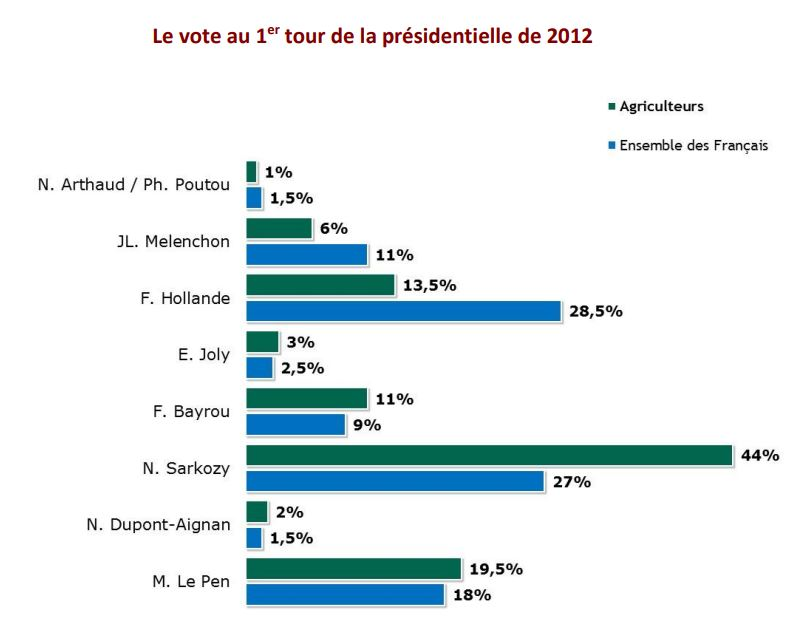 Le vote au 1er tour de la présidentielle de 2012
Agriculteurs
Ensemble des Français
N. Arthaud / Ph. Poutou
1%
1,5%
JL. Melenchon
6%
11%
F. Hollande
13,5%
28,5%
E. Joly
3%
2,5%
F. Bayrou
11%
9%
N. Sarkozy
44%
27%
N. Dupont-Aignan
2%
1,5%
M. Le Pen
19,5%
18%